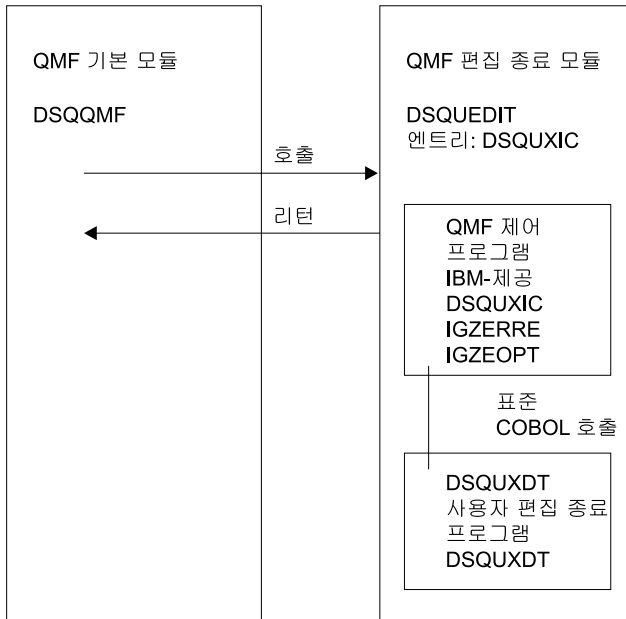 QMF 기본 모듈
DSQQMF
QMF 편집 종료 모듈
DSQUEDIT
엔트리: DSQUXIC
호출
리턴
QMF 제어
프로그램
IBM-제공
DSQUXIC
IGZERRE
IGZEOPT
표준
COBOL 호출
DSQUXDT
사용자 편집 종료
프로그램
DSQUXDT